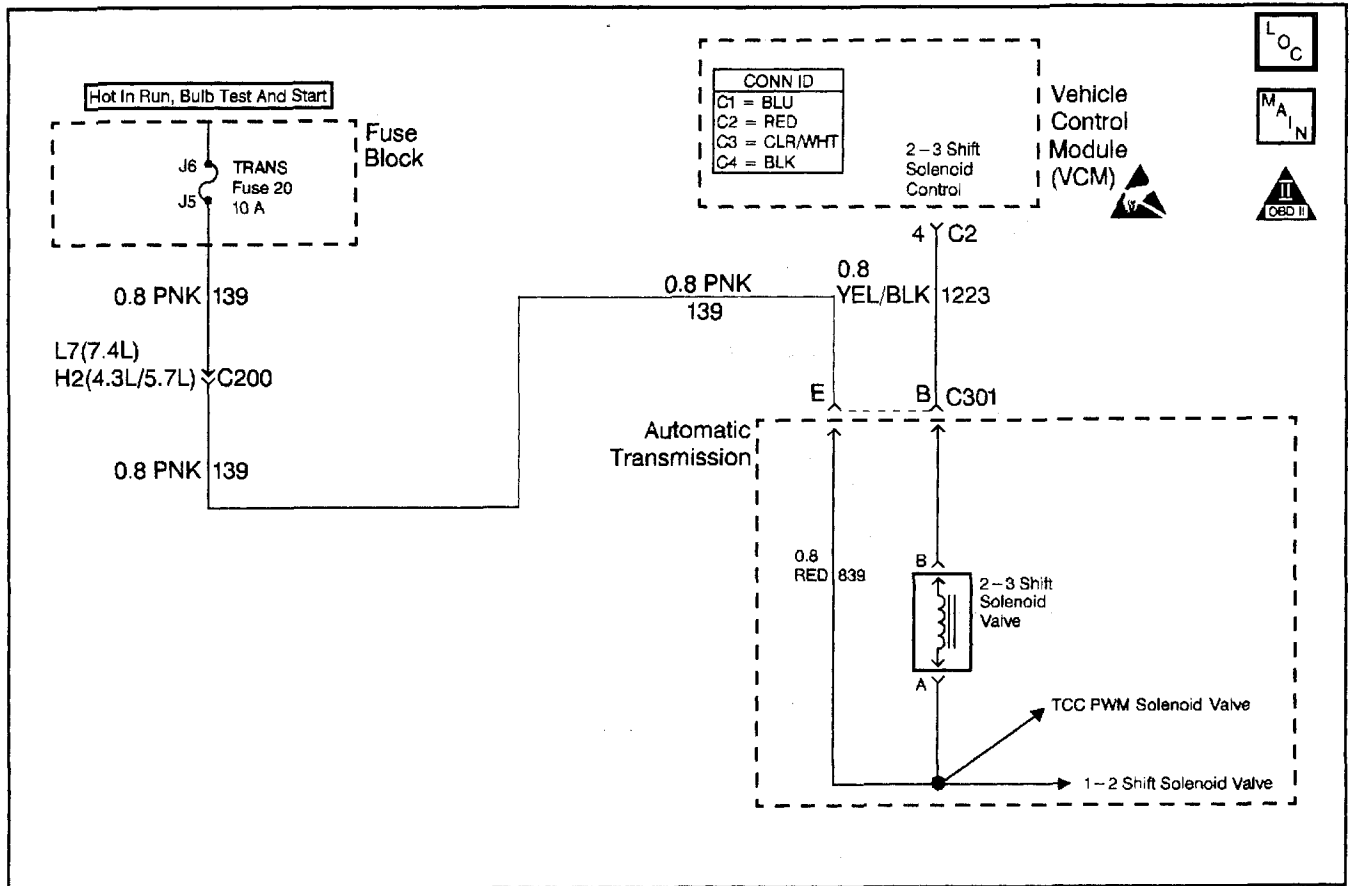 Hot In Run, Bulb Test And Start
Fuse
Block
J6
J5
TRANS
Fuse 20
10 A
0.8 PNK 139
L7(7.4L)
H2(4.3L/5.7L) C200
0.8 PNK 139
0.8 PNK
139
CONN ID
C1 = BLU
C2 = RED
C3 = CLR/WHT
C4 = BLK
2-3 Shift
Solenoid
Control
Vehicle
Control
Module
(VCM)
LOC
MAIN
II
OBD II
4 C2
0.8
YEL/BLK 1223
E B C301
Automatic
Transmission
0.8
RED 839
B
2-3 Shift
Solenoid
Valve
A
TCC PWM Solenoid Valve
1-2 Shift Solenoid Valve